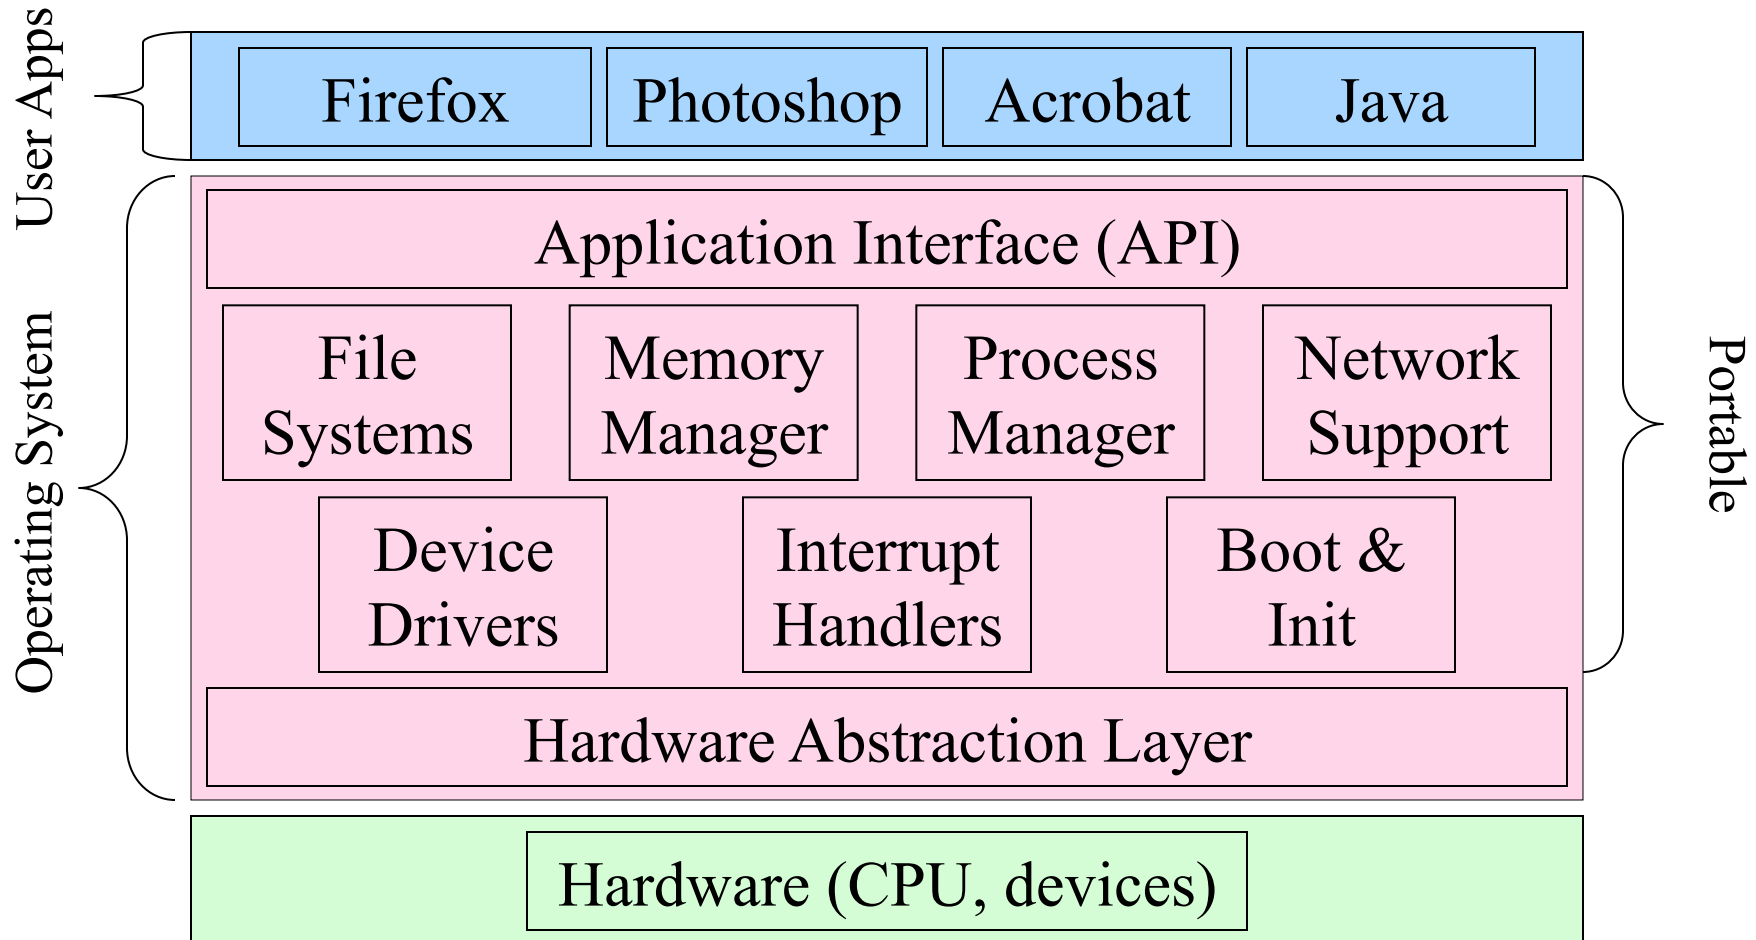 User Apps
Firefox
Photoshop
Acrobat
Java
Operating System
Application Interface (API)
File
Systems
Memory
Manager
Process
Manager
Network
Support
Device
Drivers
Interrupt
Handlers
Boot &
Init
Hardware Abstraction Layer
Portable
Hardware (CPU, devices)